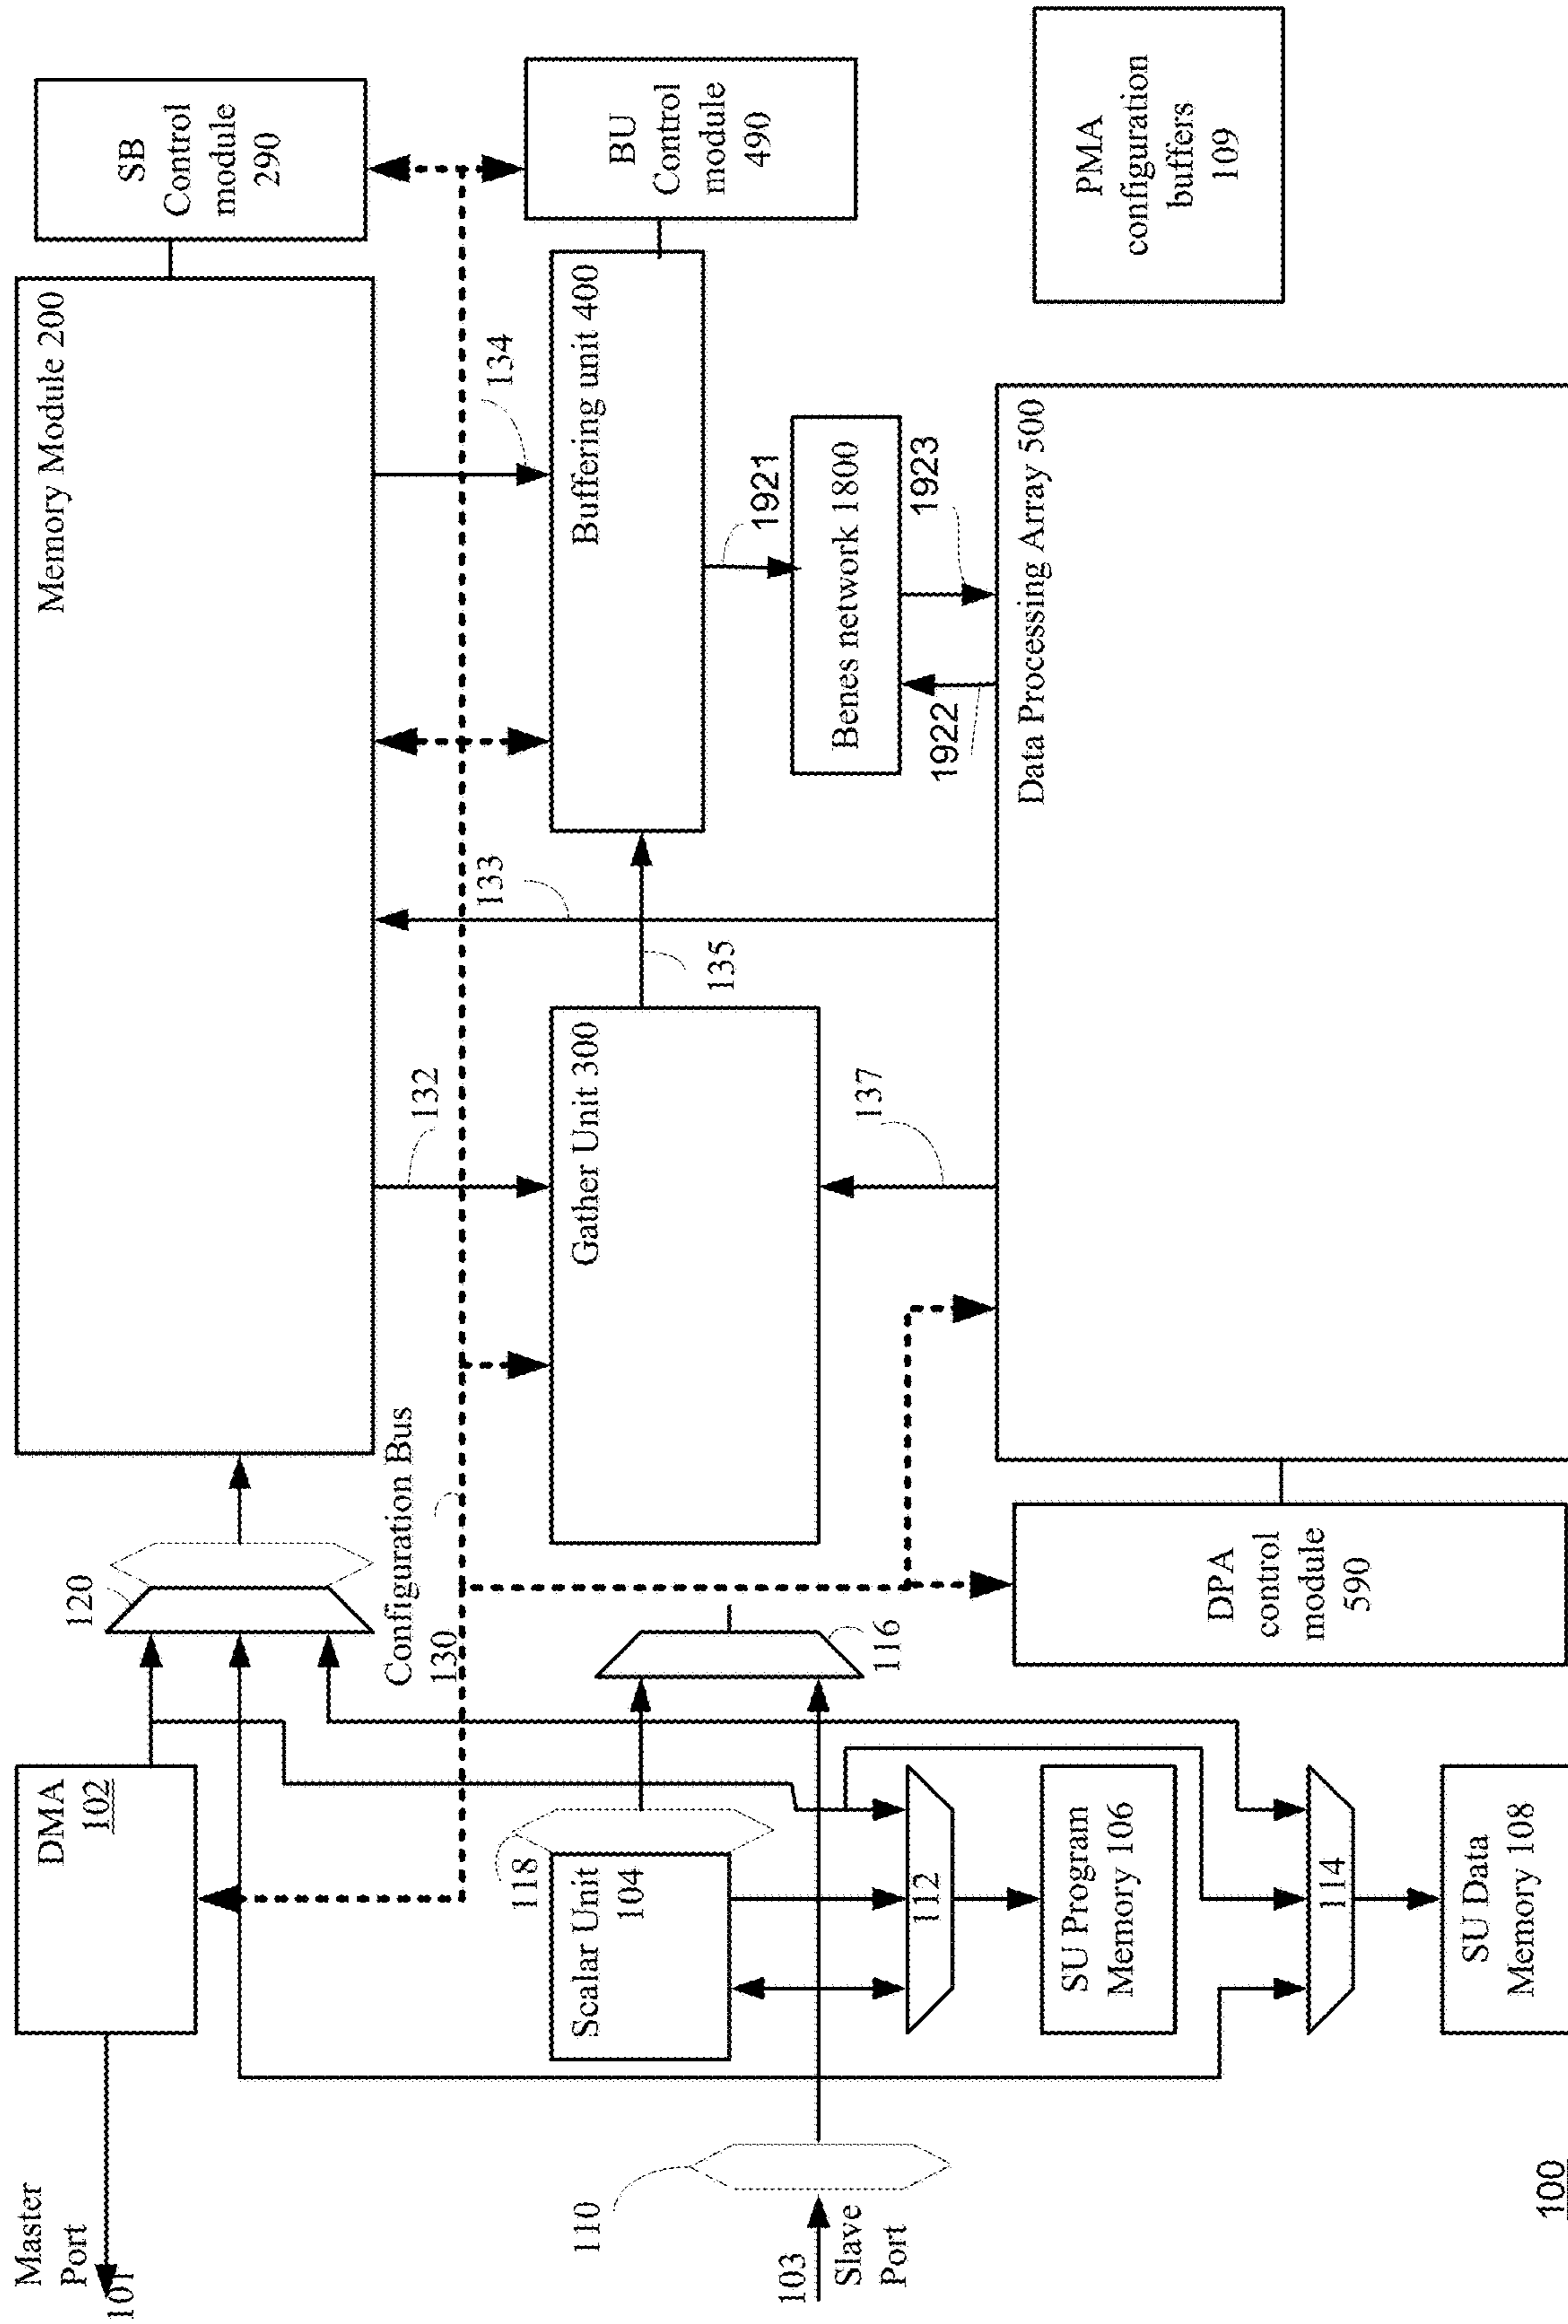 Master
Port
101
DMA
102
120
Memory Module 200
SB
Control
module
290
Configuration Bus
130
132
133
134
110
103
Slave
Port
118
Scalar Unit
104
116
Gather Unit 300
135
137
Buffering unit 400
BU
Control
module
490
1921
Benes network 1800
1922
1923
112
SU Program
Memory 106
114
SU Data
Memory 108
DPA
control
module
590
Data Processing Array 500
PMA
configuration
buffers
109
100